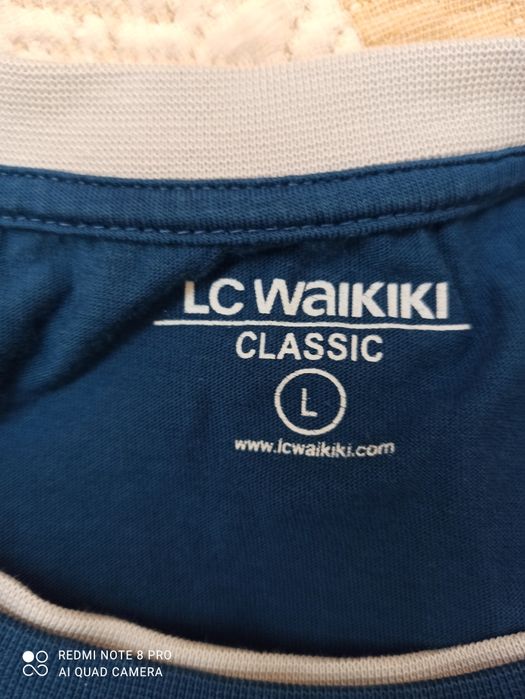 LC WAIKIKI
CLASSIC
L
www.lcwaikiki.com
REDMI NOTE 8 PRO
AI QUAD CAMERA